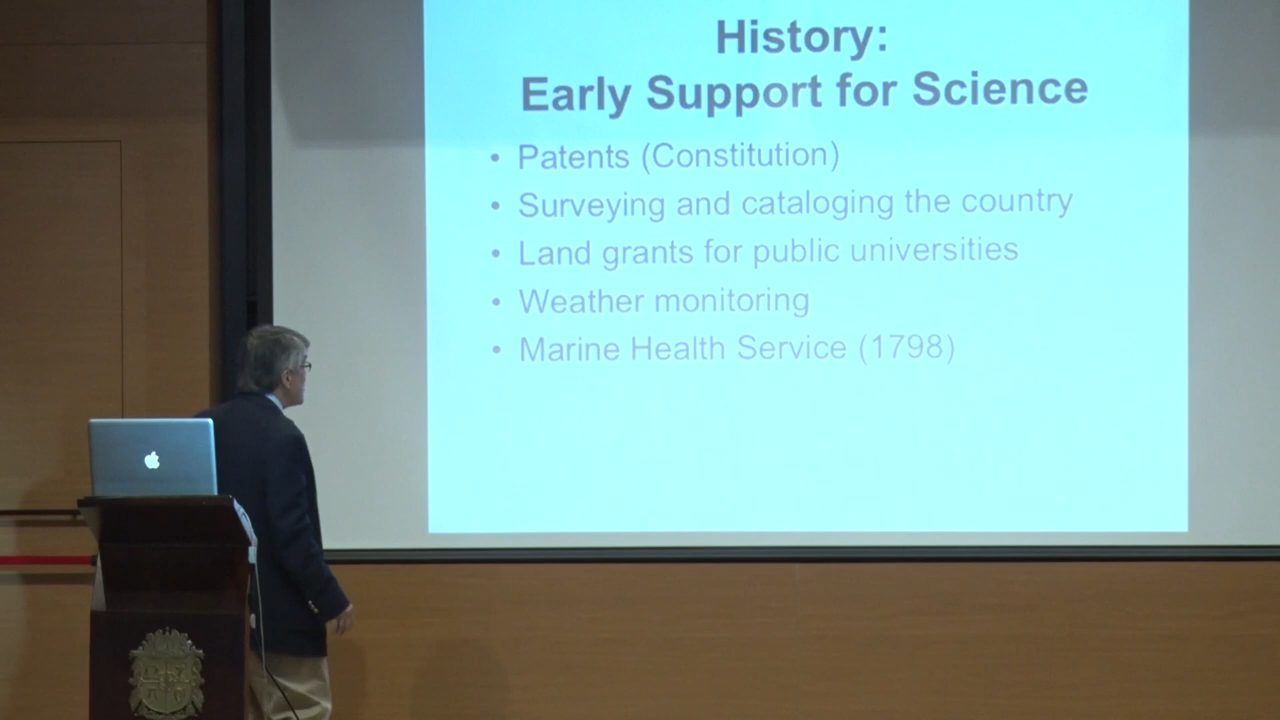 History:
Early Support for Science
• Patents (Constitution)
• Surveying and cataloging the country
• Land grants for public universities
• Weather monitoring
• Marine Health Service (1798)